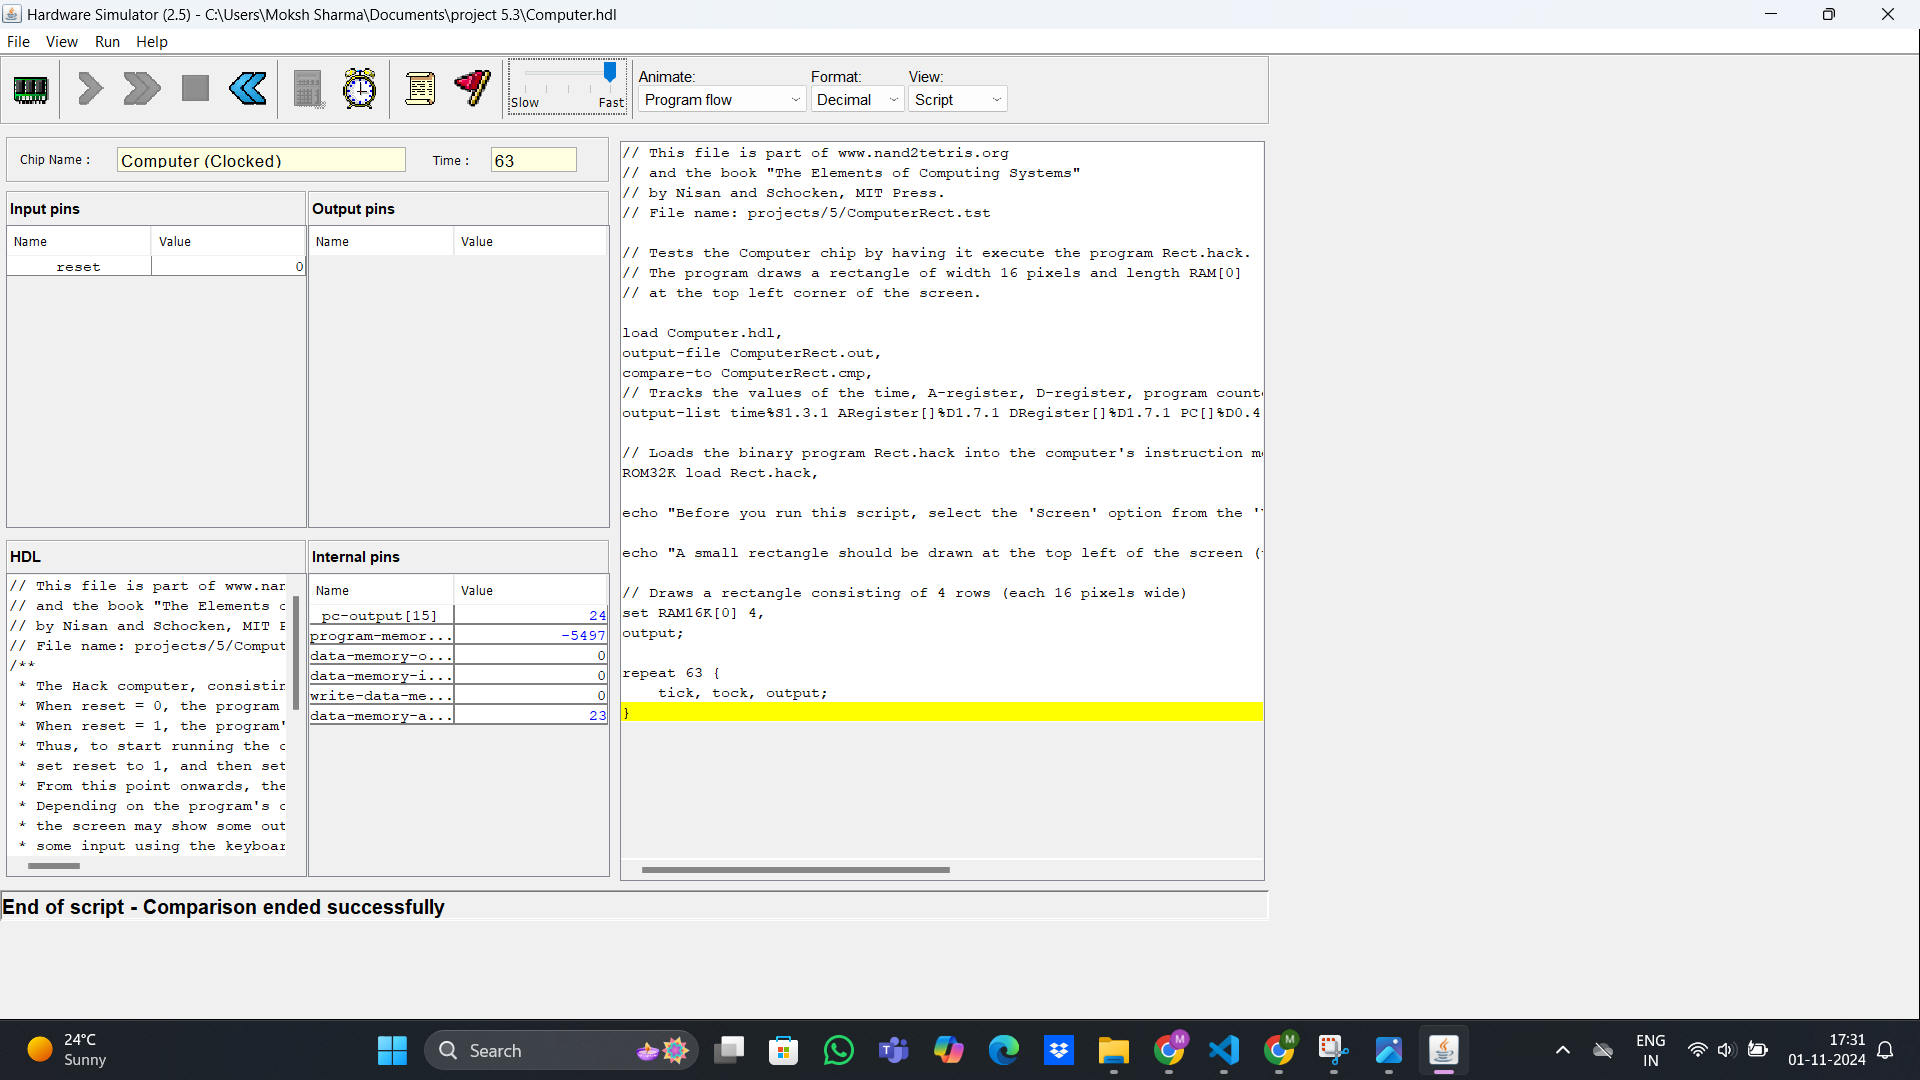 Hardware Simulator (2.5) - C:\Users\Moksh Sharma\Documents\project 5.3\Computer.hdl
File View Run Help
Slow Fast
Animate: Format: View:
Program flow Decimal Script
Chip Name : Computer (Clocked) Time : 63
Input pins
Name Value
reset 0
Output pins
Name Value
HDL
// This file is part of www.nan
// and the book "The Elements c
// by Nisan and Schocken, MIT P
// File name: projects/5/Comput
/**
* The Hack computer, consistin
* When reset = 0, the program
* When reset = 1, the program'
* Thus, to start running the c
* set reset to 1, and then set
* From this point onwards, the
* Depending on the program's c
* the screen may show some out
* some input using the keyboar
Internal pins
Name Value
pc-output[15] 24
program-memor... -5497
data-memory-o... 0
data-memory-i... 0
write-data-me... 0
data-memory-a... 23
// This file is part of www.nand2tetris.org
// and the book "The Elements of Computing Systems"
// by Nisan and Schocken, MIT Press.
// File name: projects/5/ComputerRect.tst
// Tests the Computer chip by having it execute the program Rect.hack.
// The program draws a rectangle of width 16 pixels and length RAM[0]
// at the top left corner of the screen.
load Computer.hdl,
output-file ComputerRect.out,
compare-to ComputerRect.cmp,
// Tracks the values of the time, A-register, D-register, program count
output-list time%S1.3.1 ARegister[]%D1.7.1 DRegister[]%D1.7.1 PC[]%D0.4
// Loads the binary program Rect.hack into the computer's instruction m
ROM32K load Rect.hack,
echo "Before you run this script, select the 'Screen' option from the '
echo "A small rectangle should be drawn at the top left of the screen (
// Draws a rectangle consisting of 4 rows (each 16 pixels wide)
set RAM16K[0] 4,
output;
repeat 63 {
tick, tock, output;
}
End of script - Comparison ended successfully
24°C
Sunny
Search
ENG
IN
17:31
01-11-2024